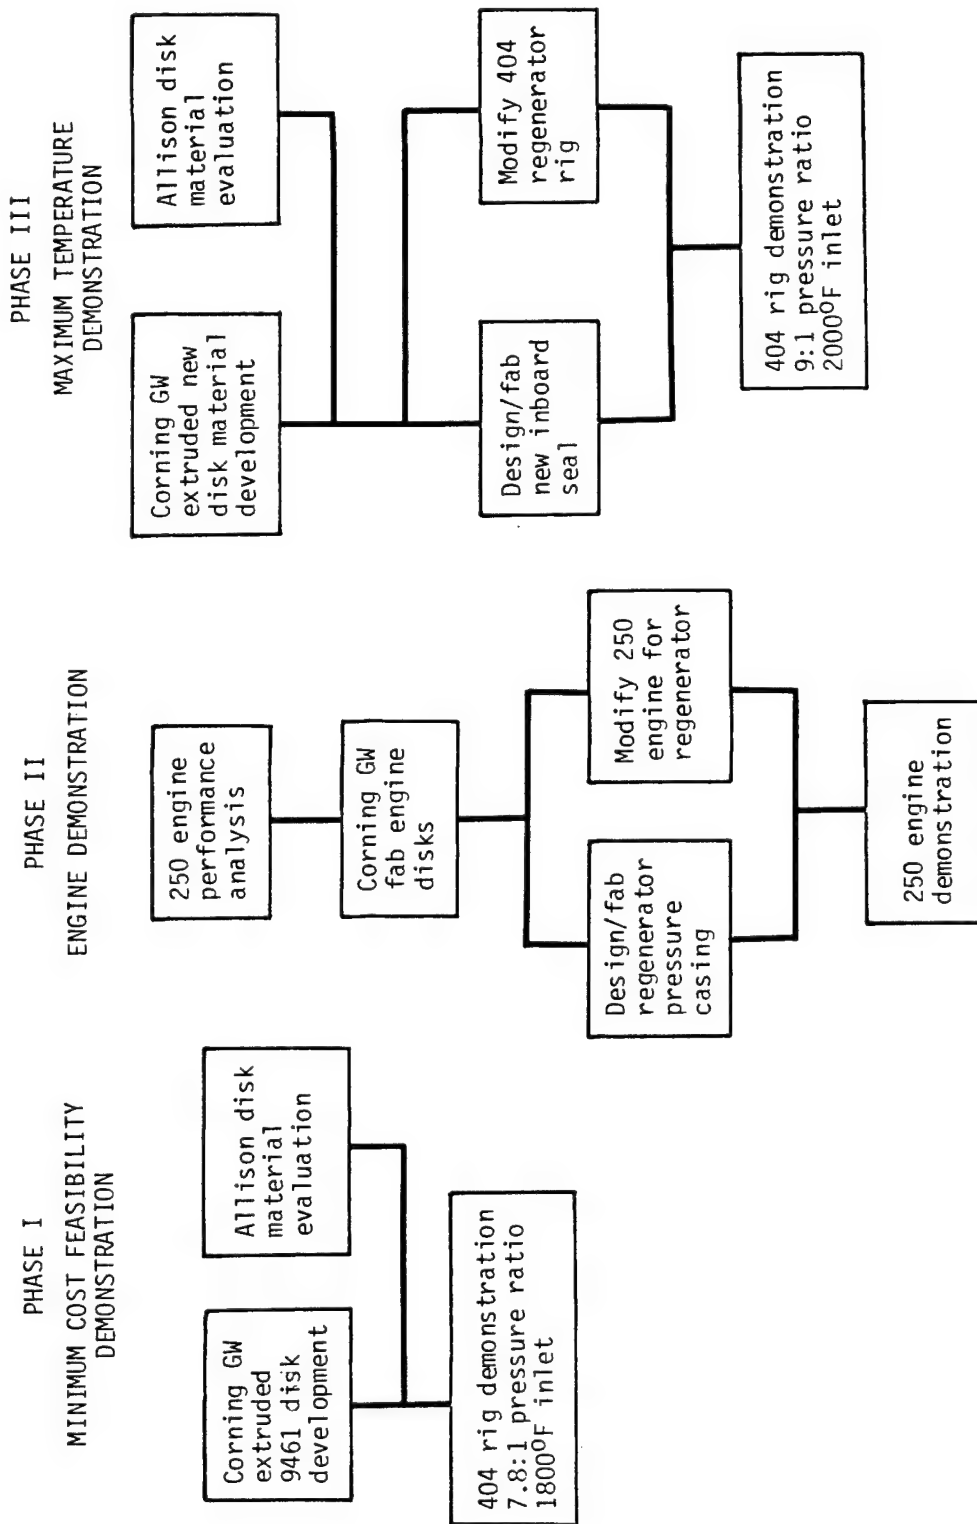 PHASE I
MINIMUM COST FEASIBILITY
DEMONSTRATION
Corning GW
extruded
9461 disk
development
Allison disk
material
evaluation
404 rig demonstration
7.8:1 pressure ratio
1800°F inlet
PHASE II
ENGINE DEMONSTRATION
250 engine
performance
analysis
Corning GW
fab engine
disks
Design/fab
regenerator
pressure
casing
Modify 250
engine for
regenerator
250 engine
demonstration
PHASE III
MAXIMUM TEMPERATURE
DEMONSTRATION
Corning GW
extruded new
disk material
development
Allison disk
material
evaluation
Design/fab
new inboard
seal
Modify 404
regenerator
rig
404 rig demonstration
9:1 pressure ratio
2000°F inlet